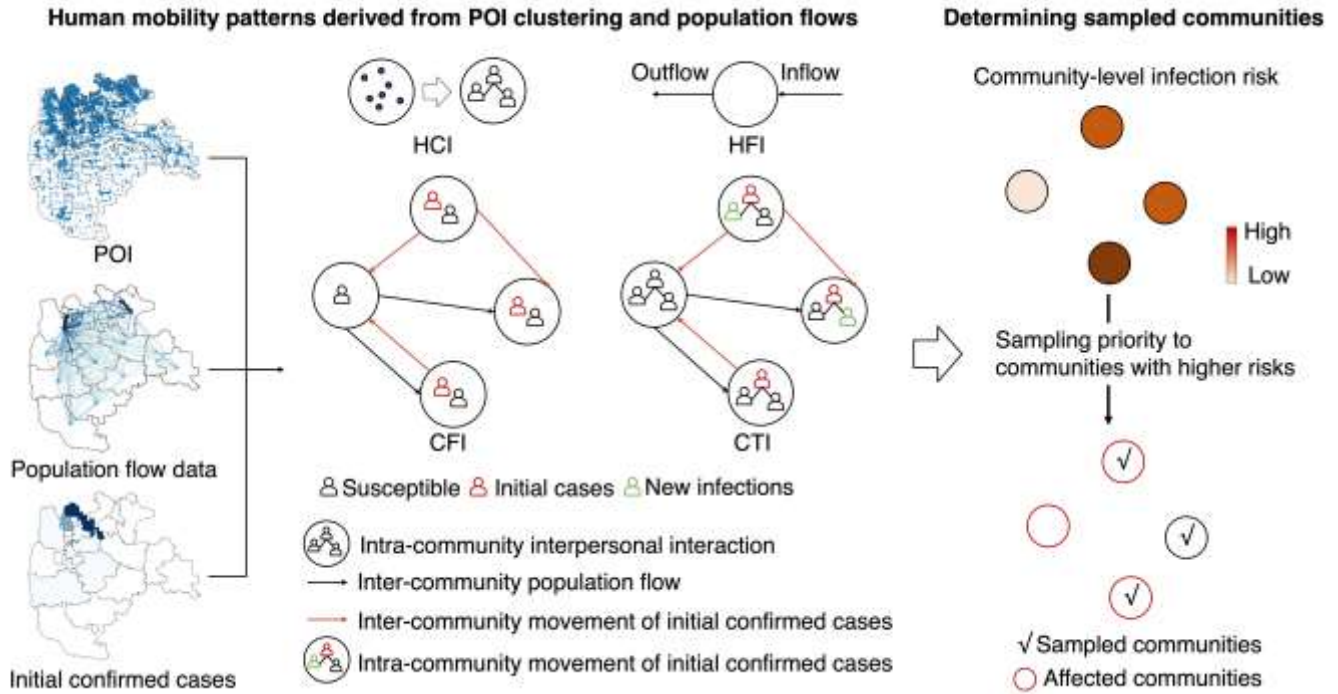 Human mobility patterns derived from POI clustering and population flows
Determining sampled communities
POI
Population flow data
Initial confirmed cases
HCI
Outflow
Inflow
HFI
CFI
CTI
Susceptible
Initial cases
New infections
Intra-community interpersonal interaction
Inter-community population flow
Inter-community movement of initial confirmed cases
Intra-community movement of initial confirmed cases
Community-level infection risk
High
Low
Sampling priority to
communities with higher risks
√
√
√
√ Sampled communities
Affected communities